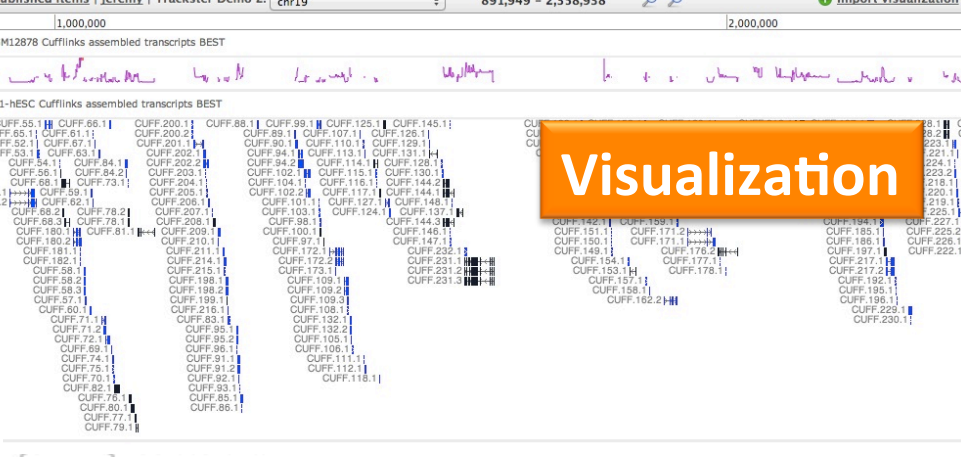 ublished items | jeremy | Trackster Demo 2: chr19 Import visualization
1,000,000 2,000,000
M12878 Cufflinks assembled transcripts BEST
1-hESC Cufflinks assembled transcripts BEST
CUFF.55.1 CUFF.66.1 CUFF.200.1 CUFF.88.1 CUFF.99.1 CUFF.125.1 CUFF.145.1
FF.65.1 CUFF.61.1 CUFF.200.2 CUFF.89.1 CUFF.107.1 CUFF.126.1
FF.52.1 CUFF.67.1 CUFF.201.1 CUFF.90.1 CUFF.110.1 CUFF.129.1 223.1
FF.53.1 CUFF.63.1 CUFF.202.1 CUFF.94.1 CUFF.113.1 CUFF.131.1
CUFF.54.1 CUFF.84.1 CUFF.202.2 CUFF.94.2 CUFF.114.1 CUFF.128.1 224.1
CUFF.56.1 CUFF.84.2 CUFF.203.1 CUFF.102.1 CUFF.115.1 CUFF.130.1 223.2
CUFF.68.1 CUFF.73.1 CUFF.204.1 CUFF.104.1 CUFF.116.1 CUFF.144.2 218.1
CUFF.59.1 CUFF.205.1 CUFF.102.2 CUFF.144.1 220.1
CUFF.62.1 CUFF.206.1 CUFF.101.1 CUFF.127.1 CUFF.148.1 219.1
CUFF.68.2 CUFF.78.2 CUFF.207.1 CUFF.103.1 CUFF.124.1 CUFF.137.1 225.1
CUFF.68.3 CUFF.78.1 CUFF.208.1 CUFF.98.1 CUFF.144.3 CUFF.142.1 CUFF.159.1 CUFF.194.1 CUFF.227.1
CUFF.180.1 CUFF.81.1 CUFF.209.1 CUFF.100.1 CUFF.146.1 CUFF.151.1 CUFF.171.2 CUFF.185.1 CUFF.225.2
CUFF.180.2 CUFF.210.1 CUFF.97.1 CUFF.147.1 CUFF.150.1 CUFF.171.1 CUFF.186.1 CUFF.226.1
CUFF.181.1 CUFF.211.1 CUFF.172.1 CUFF.232.1 CUFF.149.1 CUFF.176.2 CUFF.197.1 CUFF.222.1
CUFF.182.1 CUFF.214.1 CUFF.172.2 CUFF.231.1 CUFF.154.1 CUFF.177.1 CUFF.217.1
CUFF.58.1 CUFF.215.1 CUFF.173.1 CUFF.231.2 CUFF.153.1 CUFF.178.1 CUFF.217.2
CUFF.58.2 CUFF.198.1 CUFF.109.1 CUFF.231.3 CUFF.157.1 CUFF.192.1
CUFF.58.3 CUFF.198.2 CUFF.109.2 CUFF.158.1 CUFF.195.1
CUFF.57.1 CUFF.199.1 CUFF.109.3 CUFF.162.2 CUFF.196.1
CUFF.60.1 CUFF.216.1 CUFF.108.1 CUFF.229.1
CUFF.71.1 CUFF.83.1 CUFF.132.1 CUFF.230.1
CUFF.71.2 CUFF.95.1 CUFF.132.2
CUFF.72.1 CUFF.95.2 CUFF.105.1
CUFF.69.1 CUFF.96.1 CUFF.106.1
CUFF.74.1 CUFF.91.1 CUFF.111.1
CUFF.75.1 CUFF.91.2 CUFF.112.1
CUFF.70.1 CUFF.92.1 CUFF.118.1
CUFF.82.1 CUFF.93.1
CUFF.76.1 CUFF.85.1
CUFF.80.1 CUFF.86.1
CUFF.77.1
CUFF.79.1
Visualization